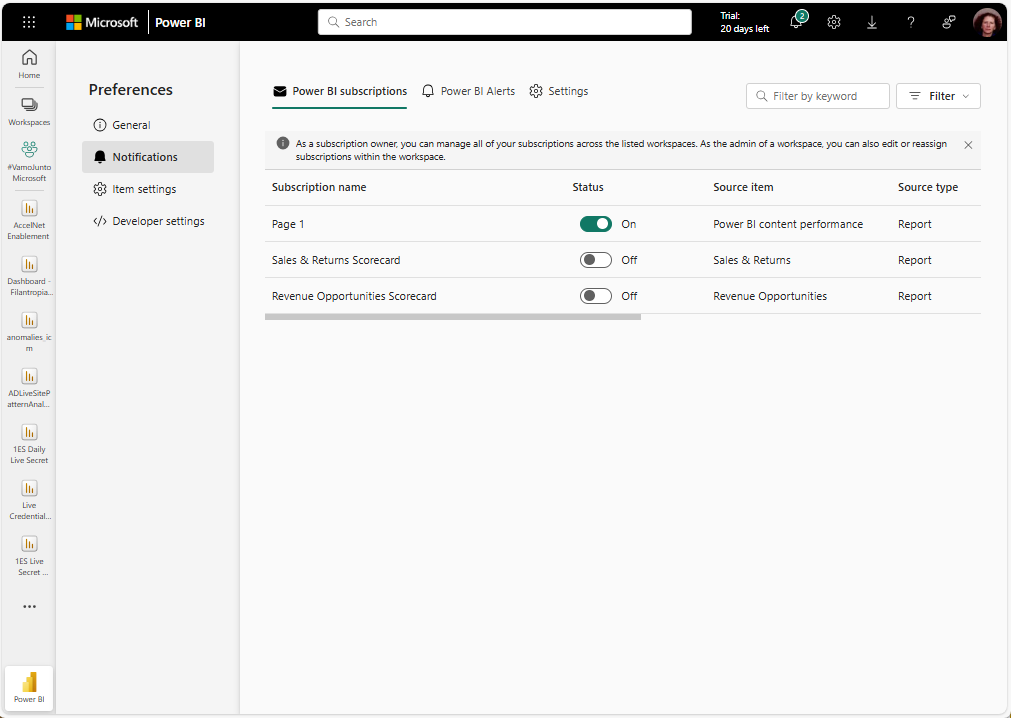 Microsoft
Power BI
Search
Trial:
20 days left
2
Home
Workspaces
#VamoJunto
Microsoft
AccelNet
Enablement
Dashboard -
Filantropia...
anomalies_ic
m
ADLiveSiteP
atternAnal...
1ES Daily
Live Secret
Live
Credential...
1ES Live
Secret ...
Power BI
Preferences
General
Notifications
Item settings
Developer settings
Power BI subscriptions
Power BI Alerts
Settings
Filter by keyword
Filter
As a subscription owner, you can manage all of your subscriptions across the listed workspaces. As the admin of a workspace, you can also edit or reassign
subscriptions within the workspace.
Subscription name Status Source item Source type
Page 1 On Power BI content performance Report
Sales & Returns Scorecard Off Sales & Returns Report
Revenue Opportunities Scorecard Off Revenue Opportunities Report